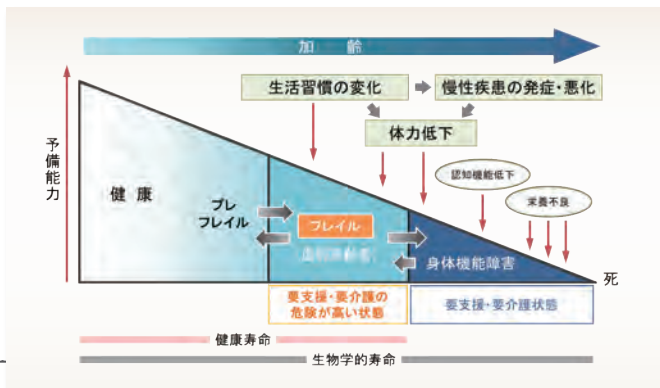 加 齢
生活習慣の変化
慢性疾患の発症・悪化
体力低下
予備能力
認知機能低下
栄養不良
健 康
プレ
フレイル
フレイル
身体機能障害
死
要支援・要介護の
危険が高い状態
要支援・要介護状態
健康寿命
生物学的寿命